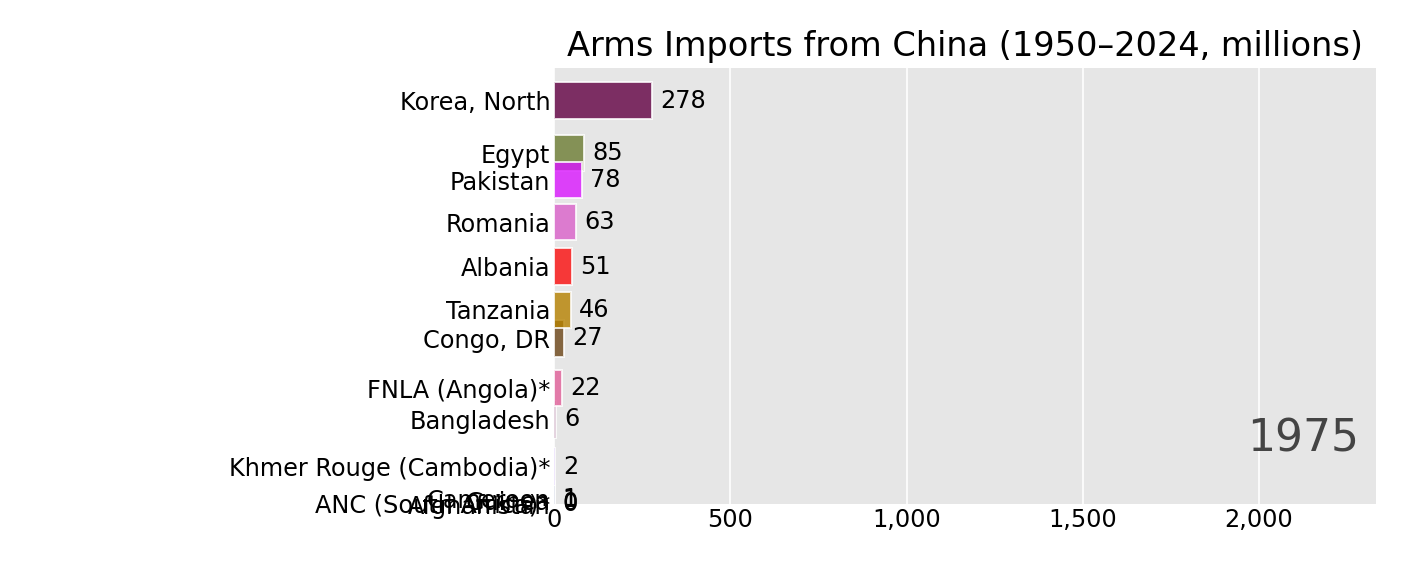 Arms Imports from China (1950–2024, millions)
Korea, North 278
Egypt 85
Pakistan 78
Romania 63
Albania 51
Tanzania 46
Congo, DR 27
FNLA (Angola)* 22
Bangladesh 6
1975
Khmer Rouge (Cambodia)* 2
Cameroon 1
ANC (South Africa)*
Afghanistan 0
0 500 1,000 1,500 2,000